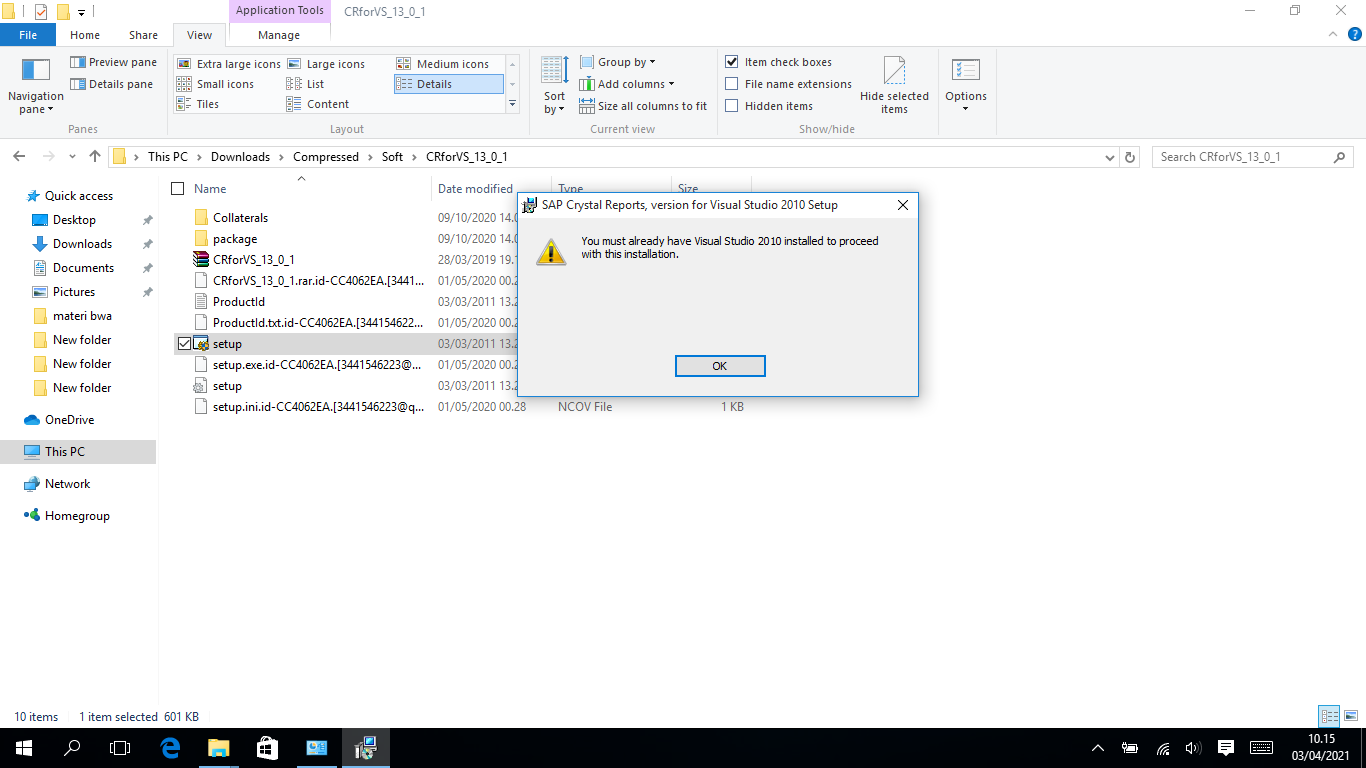 Application Tools CRforVS_13_0_1
File Home Share View Manage
Navigation pane
Preview pane
Details pane
Panes
Extra large icons Large icons Medium icons
Small icons List Details
Tiles Content
Layout
Sort by
Group by
Add columns
Size all columns to fit
Current view
Item check boxes
File name extensions
Hidden items
Hide selected items
Show/hide
Options
This PC Downloads Compressed Soft CRforVS_13_0_1
Search CRforVS_13_0_1
Quick access
Desktop
Downloads
Documents
Pictures
materi bwa
New folder
New folder
New folder
OneDrive
This PC
Network
Homegroup
Name Date modified Type Size
Collaterals 09/10/2020 14.0
package 09/10/2020 14.0
CRforVS_13_0_1 28/03/2019 19.1
CRforVS_13_0_1.rar.id-CC4062EA.[3441... 01/05/2020 00.2
ProductId 03/03/2011 13.2
ProductId.txt.id-CC4062EA.[344154622... 01/05/2020 00.2
setup 03/03/2011 13.2
setup.exe.id-CC4062EA.[3441546223@... 01/05/2020 00.2
setup 03/03/2011 13.2
setup.ini.id-CC4062EA.[3441546223@q... 01/05/2020 00.28 NCOV File 1 KB
SAP Crystal Reports, version for Visual Studio 2010 Setup
You must already have Visual Studio 2010 installed to proceed
with this installation.
OK
10 items 1 item selected 601 KB
10.15
03/04/2021